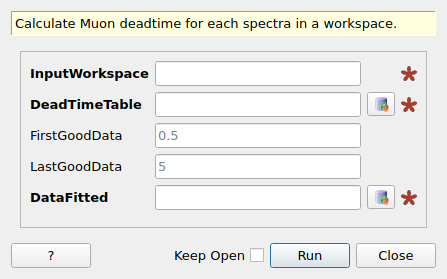 Calculate Muon deadtime for each spectra in a workspace.
InputWorkspace
DeadTimeTable
FirstGoodData 0.5
LastGoodData 5
DataFitted
? Keep Open Run Close